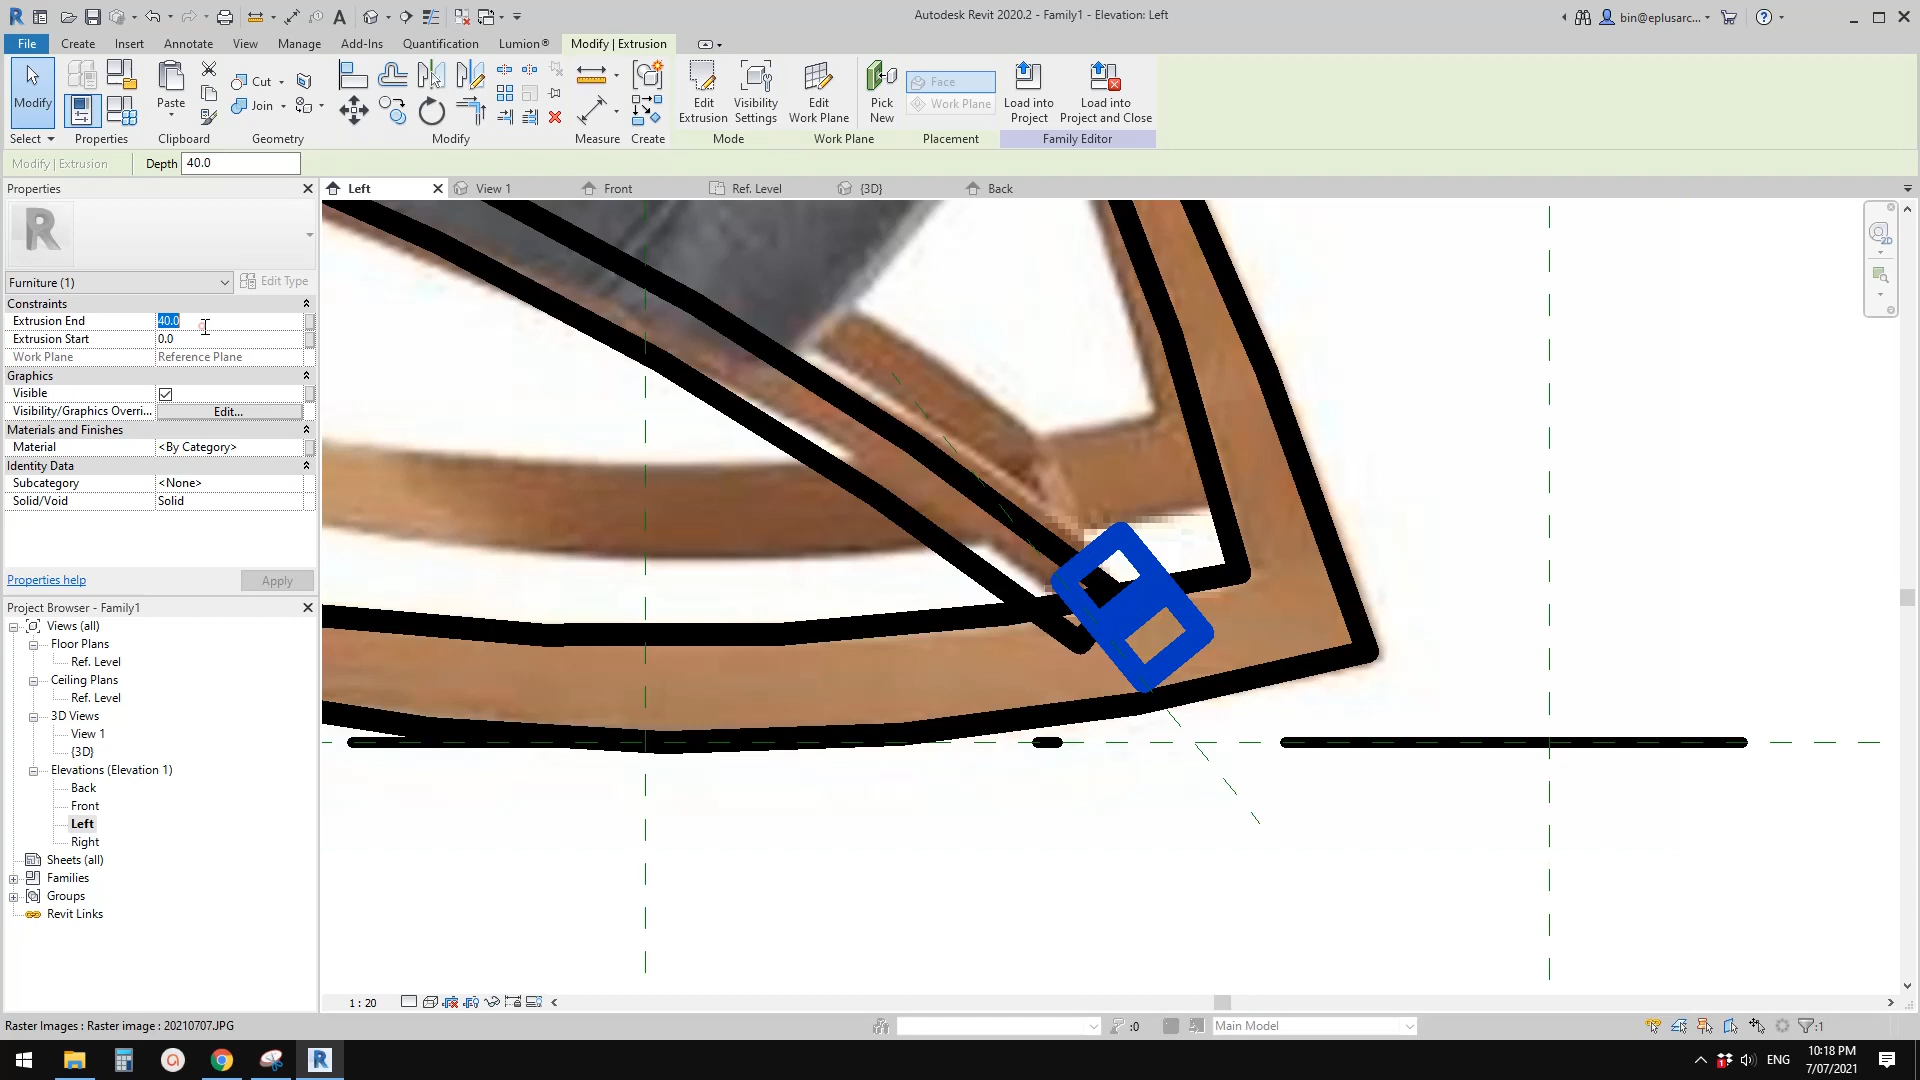 Autodesk Revit 2020.2 - Family1 - Elevation: Left
bin@eplusarc...
File Create Insert Annotate View Manage Add-Ins Quantification Lumion® Modify | Extrusion
Modify
Paste
Cut
Join
Edit Extrusion
Visibility Settings
Edit Work Plane
Pick New
Face
Work Plane
Load into Project
Load into Project and Close
Select Properties Clipboard Geometry Modify Measure Create Mode Work Plane Placement Family Editor
Modify | Extrusion Depth 40.0
Properties
Left View 1 Front Ref. Level {3D} Back
R
Furniture (1) Edit Type
Constraints
Extrusion End 40.0
Extrusion Start 0.0
Work Plane Reference Plane
Graphics
Visible
Visibility/Graphics Overri... Edit...
Materials and Finishes
Material <By Category>
Identity Data
Subcategory <None>
Solid/Void Solid
Properties help Apply
Project Browser - Family1
Views (all)
Floor Plans
Ref. Level
Ceiling Plans
Ref. Level
3D Views
View 1
{3D}
Elevations (Elevation 1)
Back
Front
Left
Right
Sheets (all)
Families
Groups
Revit Links
2D
1 : 20
Raster Images : Raster image : 20210707.JPG
:0
Main Model
:1
ENG
10:18 PM
7/07/2021